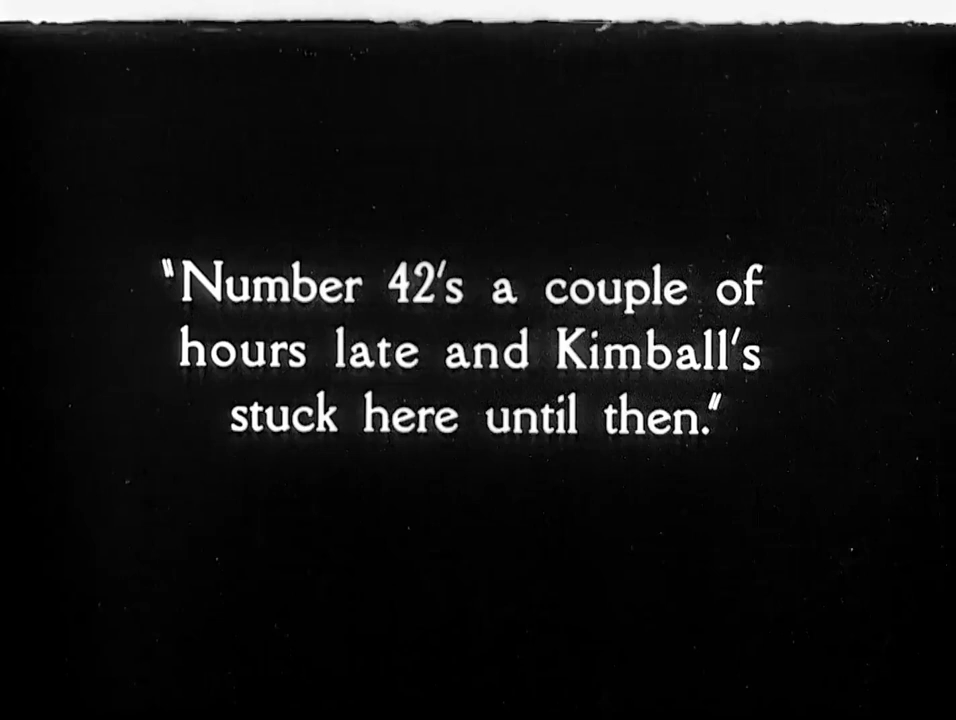 "Number 42's a couple of
hours late and Kimball's
stuck here until then."